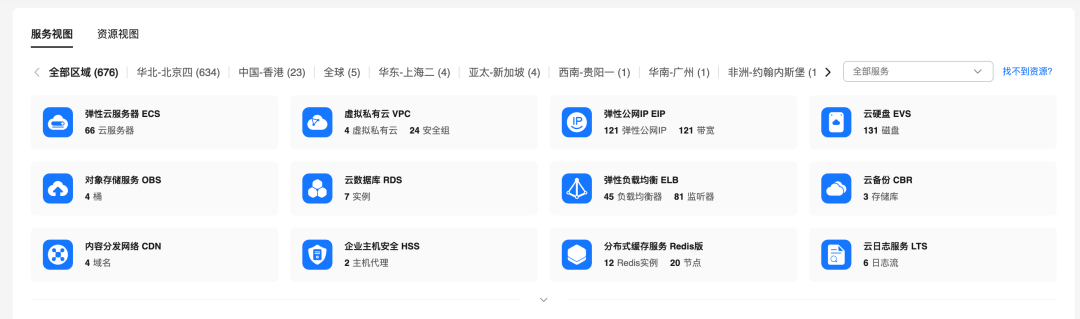 服务视图 资源视图
全部区域 (676) 华北-北京四 (634) 中国-香港 (23) 全球 (5) 华东-上海二 (4) 亚太-新加坡 (4) 西南-贵阳一 (1) 华南-广州 (1) 非洲-约翰内斯堡 (1 全部服务 找不到资源?
弹性云服务器 ECS
66 云服务器
虚拟私有云 VPC
4 虚拟私有云 24 安全组
弹性公网IP EIP
121 弹性公网IP 121 带宽
云硬盘 EVS
131 磁盘
对象存储服务 OBS
4 桶
云数据库 RDS
7 实例
弹性负载均衡 ELB
45 负载均衡器 81 监听器
云备份 CBR
3 存储库
内容分发网络 CDN
4 域名
企业主机安全 HSS
2 主机代理
分布式缓存服务 Redis版
12 Redis实例 20 节点
云日志服务 LTS
6 日志流